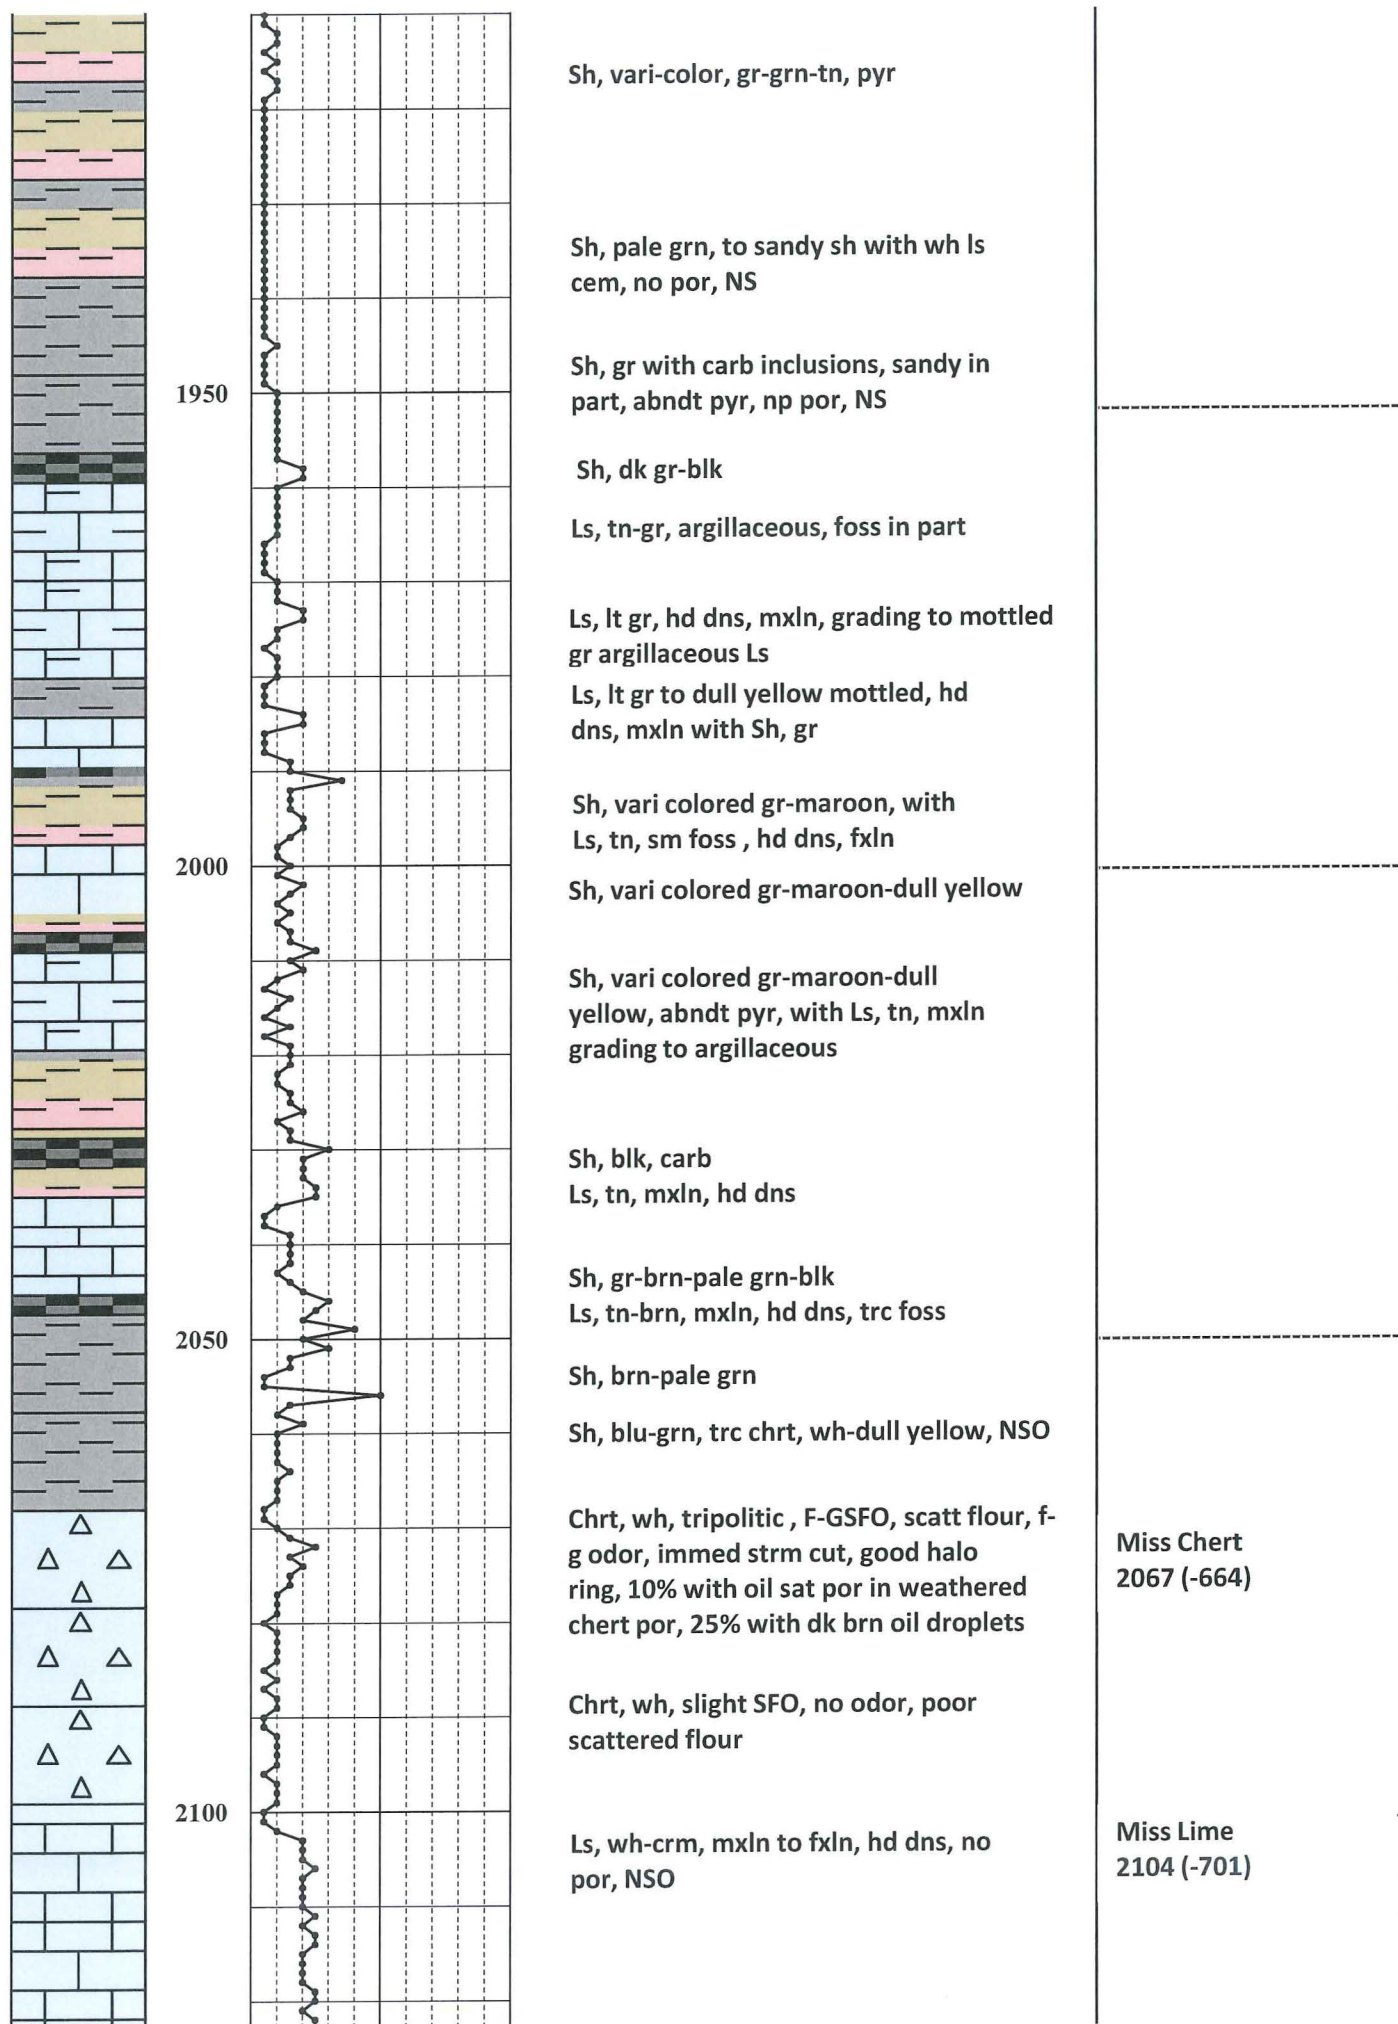 Sh, vari-color, gr-grn-tn, pyr
Sh, pale grn, to sandy sh with wh ls
cem, no por, NS
Sh, gr with carb inclusions, sandy in
1950
part, abndt pyr, np por, NS
Sh, dk gr-blk
Ls, tn-gr, argillaceous, foss in part
Ls, lt gr, hd dns, mxln, grading to mottled
gr argillaceous Ls
Ls, lt gr to dull yellow mottled, hd
dns, mxln with Sh, gr
Sh, vari colored gr-maroon, with
Ls, tn, sm foss , hd dns, fxln
2000
Sh, vari colored gr-maroon-dull yellow
Sh, vari colored gr-maroon-dull
yellow, abndt pyr, with Ls, tn, mxln
grading to argillaceous
Sh, blk, carb
Ls, tn, mxln, hd dns
Sh, gr-brn-pale grn-blk
Ls, tn-brn, mxln, hd dns, trc foss
2050
Sh, brn-pale grn
Sh, blu-grn, trc chrt, wh-dull yellow, NSO
Chrt, wh, tripolitic , F-GSFO, scatt flour, f-
g odor, immed strm cut, good halo
ring, 10% with oil sat por in weathered
chert por, 25% with dk brn oil droplets
Miss Chert
2067 (-664)
Chrt, wh, slight SFO, no odor, poor
scattered flour
2100
Ls, wh-crm, mxln to fxln, hd dns, no
por, NSO
Miss Lime
2104 (-701)